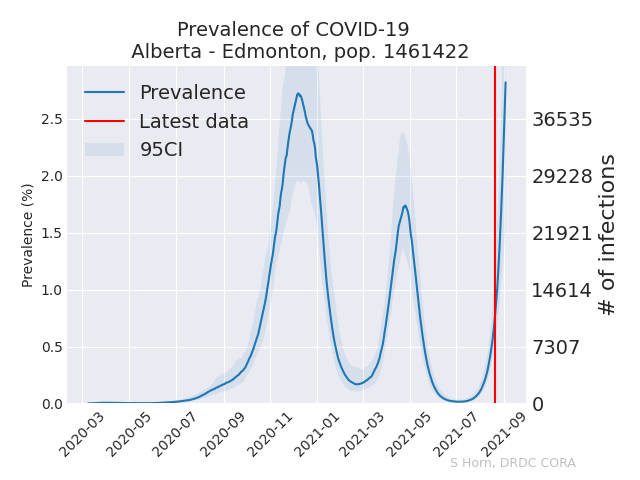 Prevalence of COVID-19
Alberta - Edmonton, pop. 1461422
Prevalence
Latest data
95CI
Prevalence (%)
2.5
2.0
1.5
1.0
0.5
0.0
36535
29228
21921
14614
7307
0
# of infections
2020-03
2020-05
2020-07
2020-09
2020-11
2021-01
2021-03
2021-05
2021-07
2021-09
S Horn, DRDC CORA